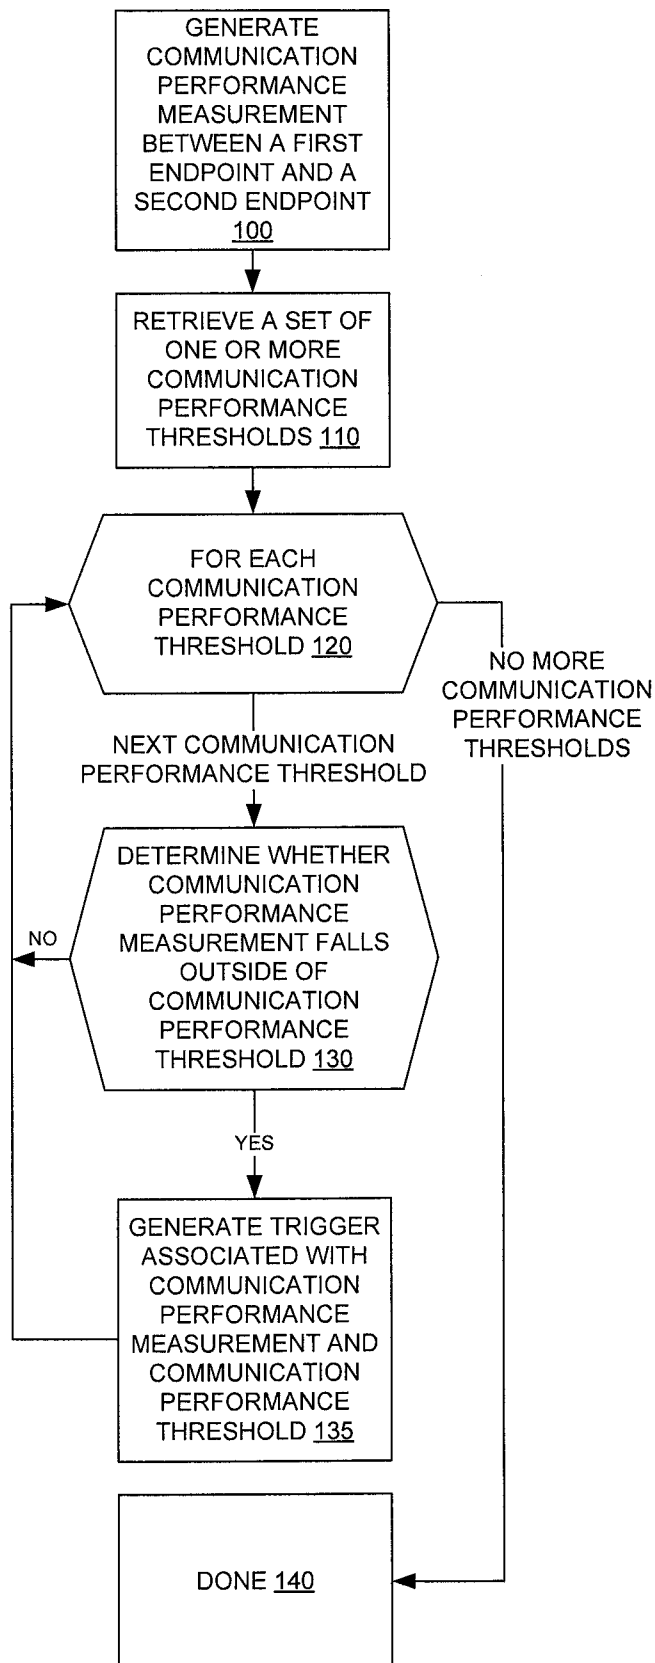 GENERATE
COMMUNICATION
PERFORMANCE
MEASUREMENT
BETWEEN A FIRST
ENDPOINT AND A
SECOND ENDPOINT
100
RETRIEVE A SET OF
ONE OR MORE
COMMUNICATION
PERFORMANCE
THRESHOLDS 110
FOR EACH
COMMUNICATION
PERFORMANCE
THRESHOLD 120
NO MORE
COMMUNICATION
PERFORMANCE
THRESHOLDS
NEXT COMMUNICATION
PERFORMANCE THRESHOLD
DETERMINE WHETHER
COMMUNICATION
PERFORMANCE
MEASUREMENT FALLS
OUTSIDE OF
COMMUNICATION
PERFORMANCE
THRESHOLD 130
NO
YES
GENERATE TRIGGER
ASSOCIATED WITH
COMMUNICATION
PERFORMANCE
MEASUREMENT AND
COMMUNICATION
PERFORMANCE
THRESHOLD 135
DONE 140